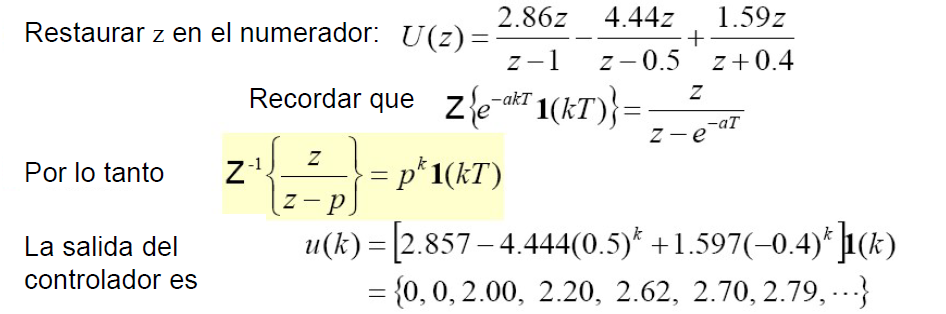 Restaurar z en el numerador: U(z) = 2.86z/(z−1) − 4.44z/(z−0.5) + 1.59z/(z+0.4)
Recordar que Z{e^{−akT} 1(kT)} = z/(z−e^{−aT})
Por lo tanto Z^{-1}{z/(z−p)} = p^k 1(kT)
La salida del controlador es u(k) = [2.857 − 4.444(0.5)^k + 1.597(−0.4)^k]1(k)
= {0, 0, 2.00, 2.20, 2.62, 2.70, 2.79, ⋯}